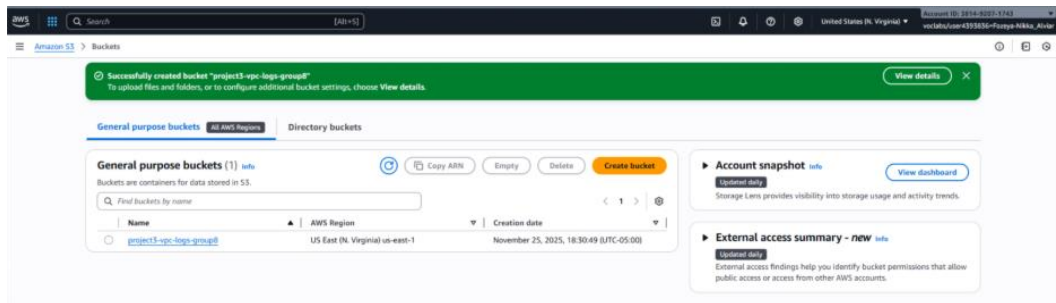 aws
Search
[Alt+S]
United States (N. Virginia)
Account ID: 2814-9207-1743
Amazon S3 > Buckets
Successfully created bucket "project3-vpc-logs-group8"
To upload files and folders, or to configure additional bucket settings, choose View details.
View details
General purpose buckets All AWS Regions
Directory buckets
General purpose buckets (1) Info
Copy ARN
Empty
Delete
Create bucket
Buckets are containers for data stored in S3.
Find buckets by name
1
Name
AWS Region
Creation date
project3-vpc-logs-group8
US East (N. Virginia) us-east-1
November 25, 2025, 18:30:49 (UTC-05:00)
Account snapshot Info
View dashboard
Updated daily
Storage Lens provides visibility into storage usage and activity trends.
External access summary - new Info
Updated daily
External access findings help you identify bucket permissions that allow
public access or access from other AWS accounts.